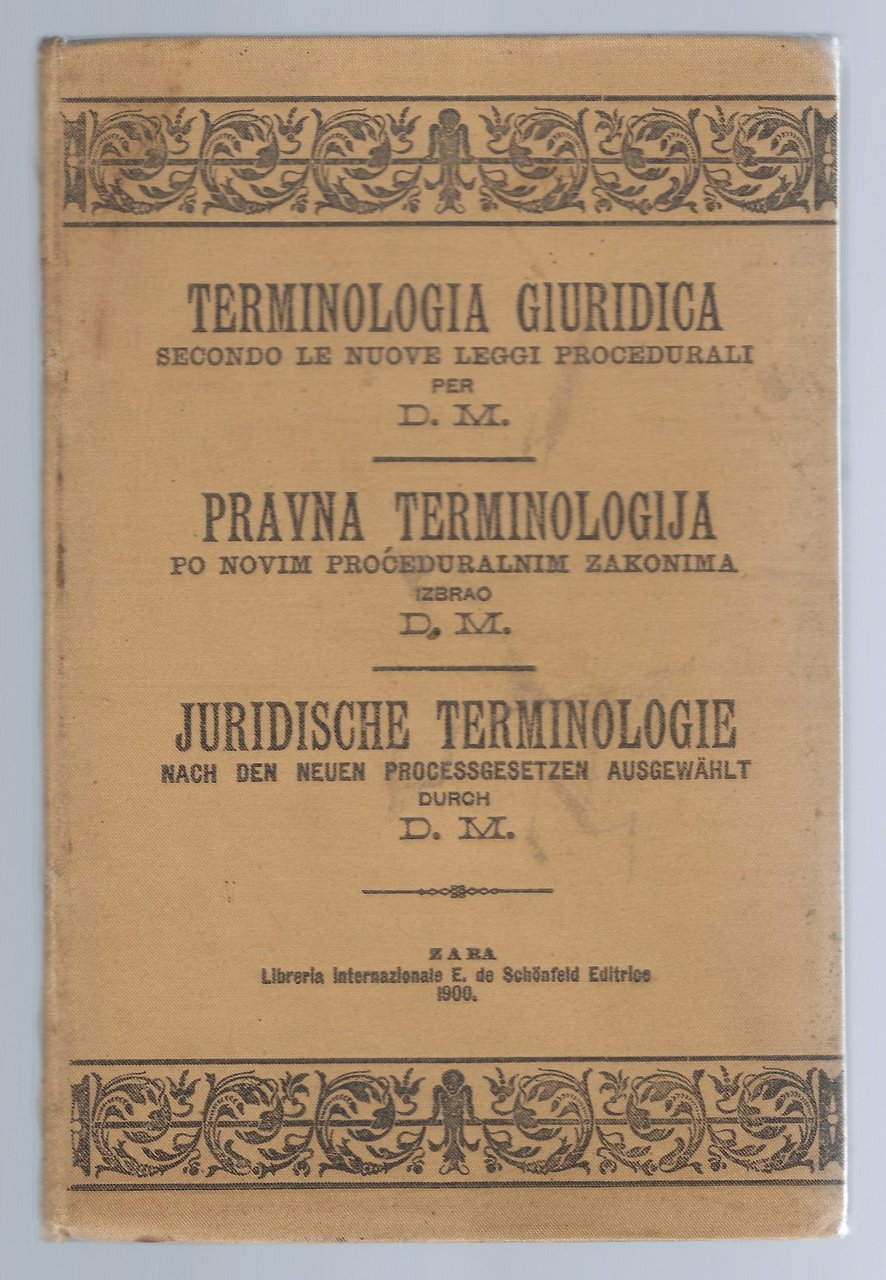 TERMINOLOGIA GIURIDICA
SECONDO LE NUOVE LEGGI PROCEDURALI
PER
D. M.
PRAVNA TERMINOLOGIJA
PO NOVIM PROĆEDURALNIM ZAKONIMA
IZBRAO
D. M.
JURIDISCHE TERMINOLOGIE
NACH DEN NEUEN PROCESSGESETZEN AUSGEWÄHLT
DURCH
D. M.
ZARA
Libreria internazionale E. de Schönfeld Editrice
1900.